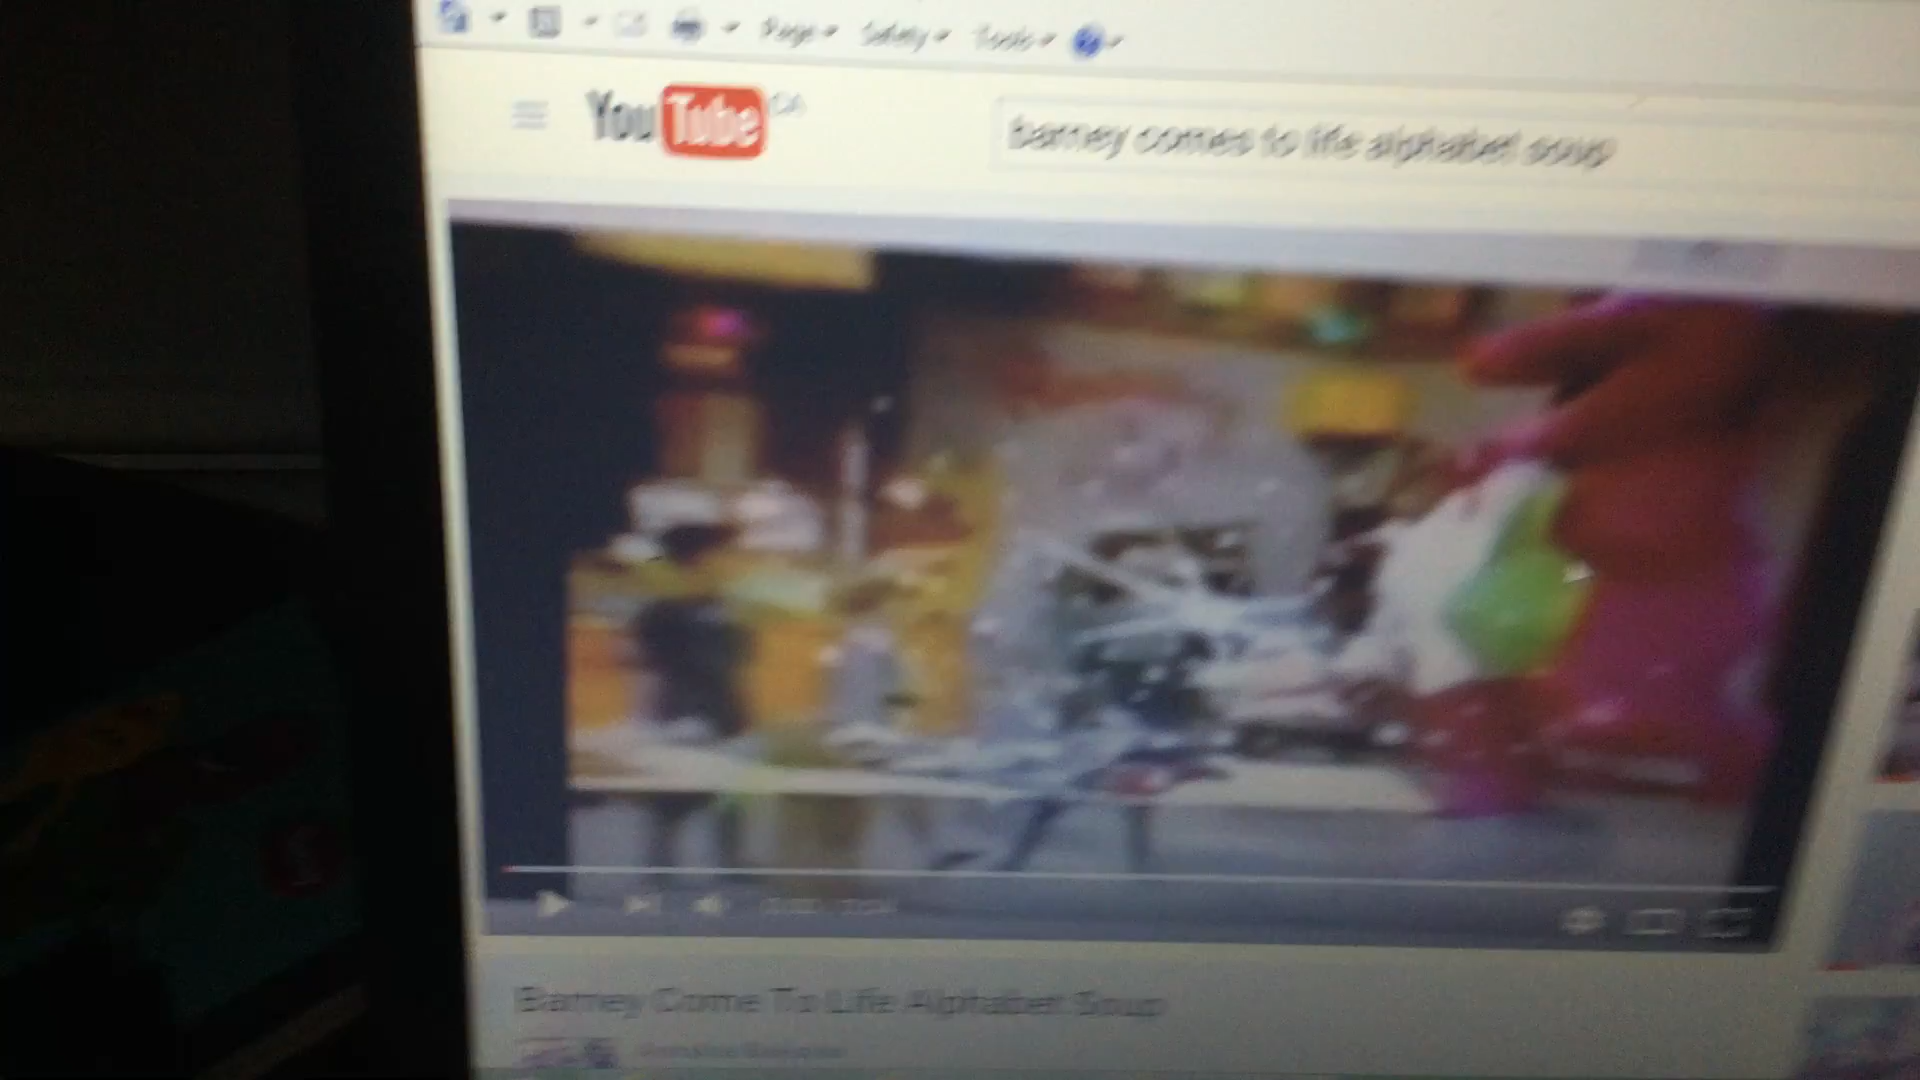 Page Safety Tools
YouTube CA
barney comes to life alphabet soup
Barney Come To Life Alphabet Soup